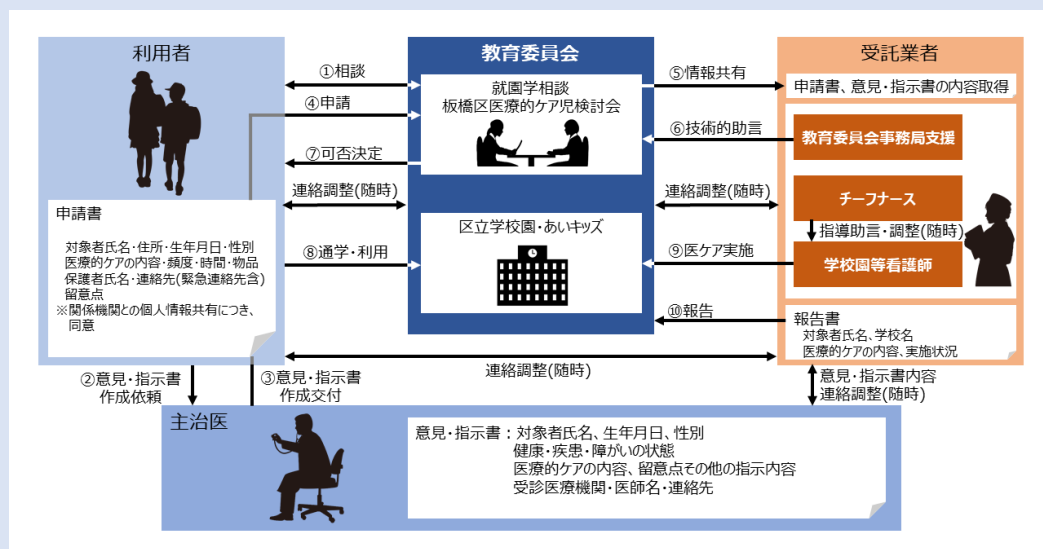 利用者
教育委員会
受託業者
①相談
④申請
⑦可否決定
連絡調整(随時)
⑧通学・利用
就園学相談
板橋区医療的ケア児検討会
区立学校園・あいキッズ
⑤情報共有
⑥技術的助言
連絡調整(随時)
⑨医ケア実施
⑩報告
申請書、意見・指示書の内容取得
教育委員会事務局支援
チーフナース
指導助言・調整(随時)
学校園等看護師
報告書
対象者氏名、学校名
医療的ケアの内容、実施状況
申請書
対象者氏名・住所・生年月日・性別
医療的ケアの内容・頻度・時間・物品
保護者氏名・連絡先(緊急連絡先含)
留意点
※関係機関との個人情報共有につき、
同意
連絡調整(随時)
②意見・指示書
作成依頼
③意見・指示書
作成交付
意見・指示書内容
連絡調整(随時)
主治医
意見・指示書：対象者氏名、生年月日、性別
健康・疾患・障がいの状態
医療的ケアの内容、留意点その他の指示内容
受診医療機関・医師名・連絡先